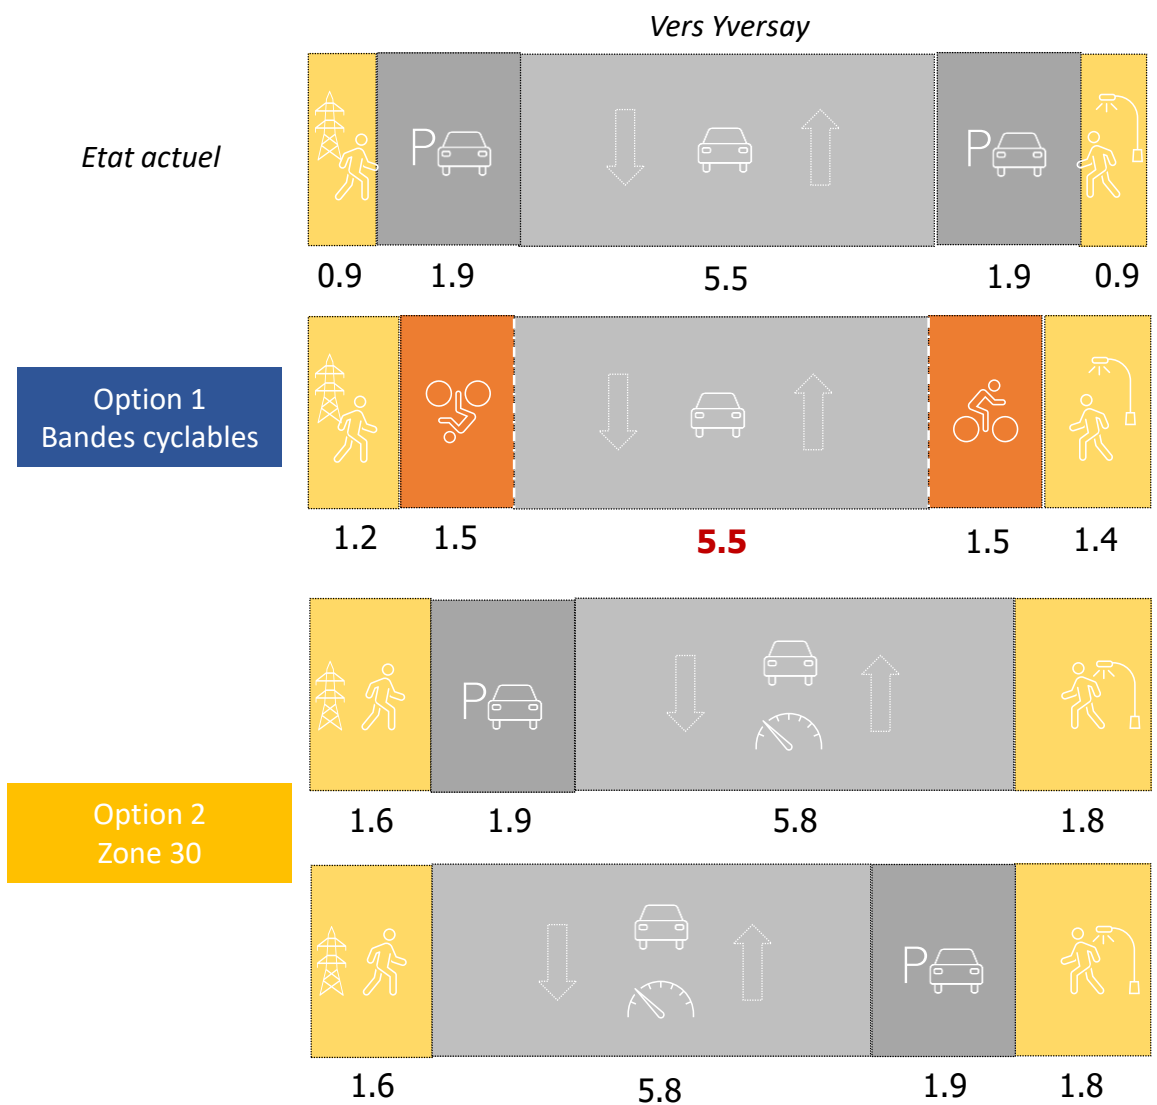 Vers Yversay
Etat actuel
P P
0.9 1.9 5.5 1.9 0.9
Option 1
Bandes cyclables
1.2 1.5 5.5 1.5 1.4
P
1.6 1.9 5.8 1.8
Option 2
Zone 30
P
1.6 5.8 1.9 1.8